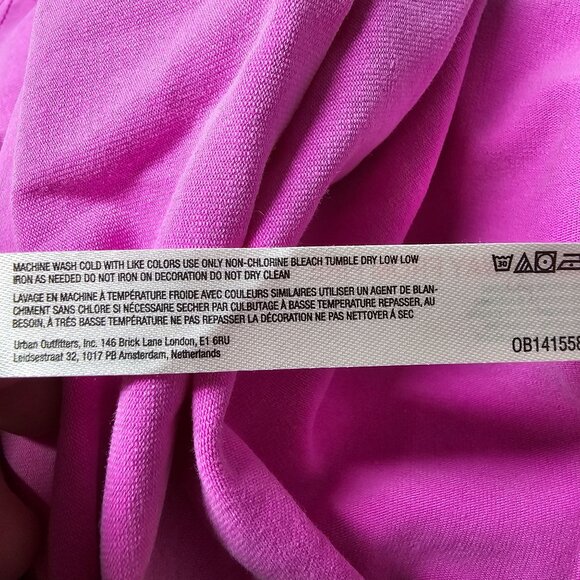 MACHINE WASH COLD WITH LIKE COLORS USE ONLY NON-CHLORINE BLEACH TUMBLE DRY LOW LOW
IRON AS NEEDED DO NOT IRON ON DECORATION DO NOT DRY CLEAN
LAVAGE EN MACHINE À TEMPÉRATURE FROIDE AVEC COULEURS SIMILAIRES UTILISER UN AGENT DE BLAN-
CHIMENT SANS CHLORE SI NÉCESSAIRE SECHER PAR CULBUTAGE À BASSE TEMPERATURE REPASSER, AU
BESOIN, À TRÉS BASSE TEMPÉRATURE NE PAS REPASSER LA DÉCORATION NE PAS NETTOYER Á SEC
Urban Outfitters, Inc. 146 Brick Lane London, E1 6RU
Leidsestraat 32, 1017 PB Amsterdam, Netherlands
30
OB141558